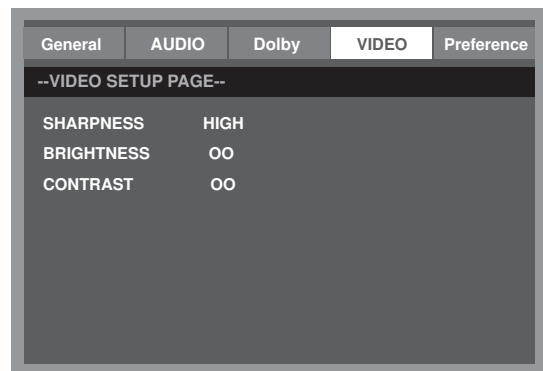 General AUDIO Dolby VIDEO Preference
--VIDEO SETUP PAGE--
SHARPNESS HIGH
BRIGHTNESS OO
CONTRAST OO